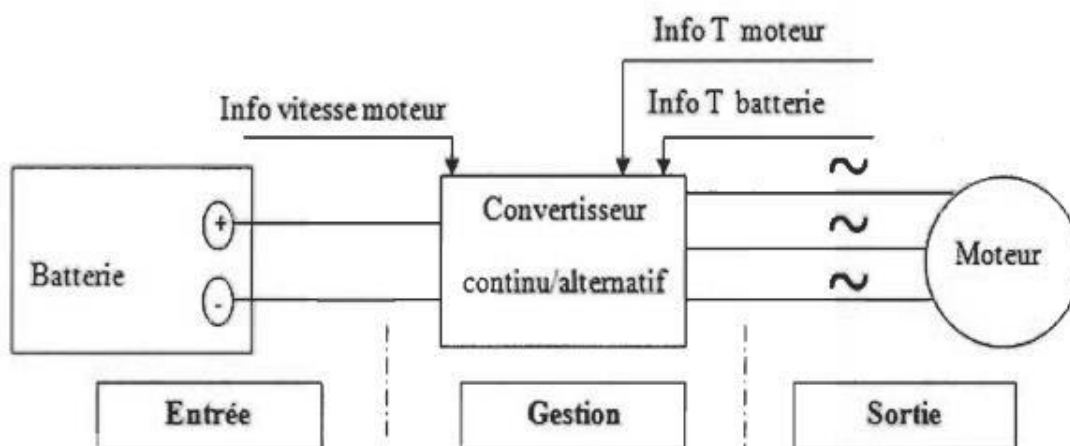 Info T moteur
Info vitesse moteur
Info T batterie
~
Convertisseur
+
~
Moteur
Batterie
continu/alternatif
~
-
Entrée
Gestion
Sortie